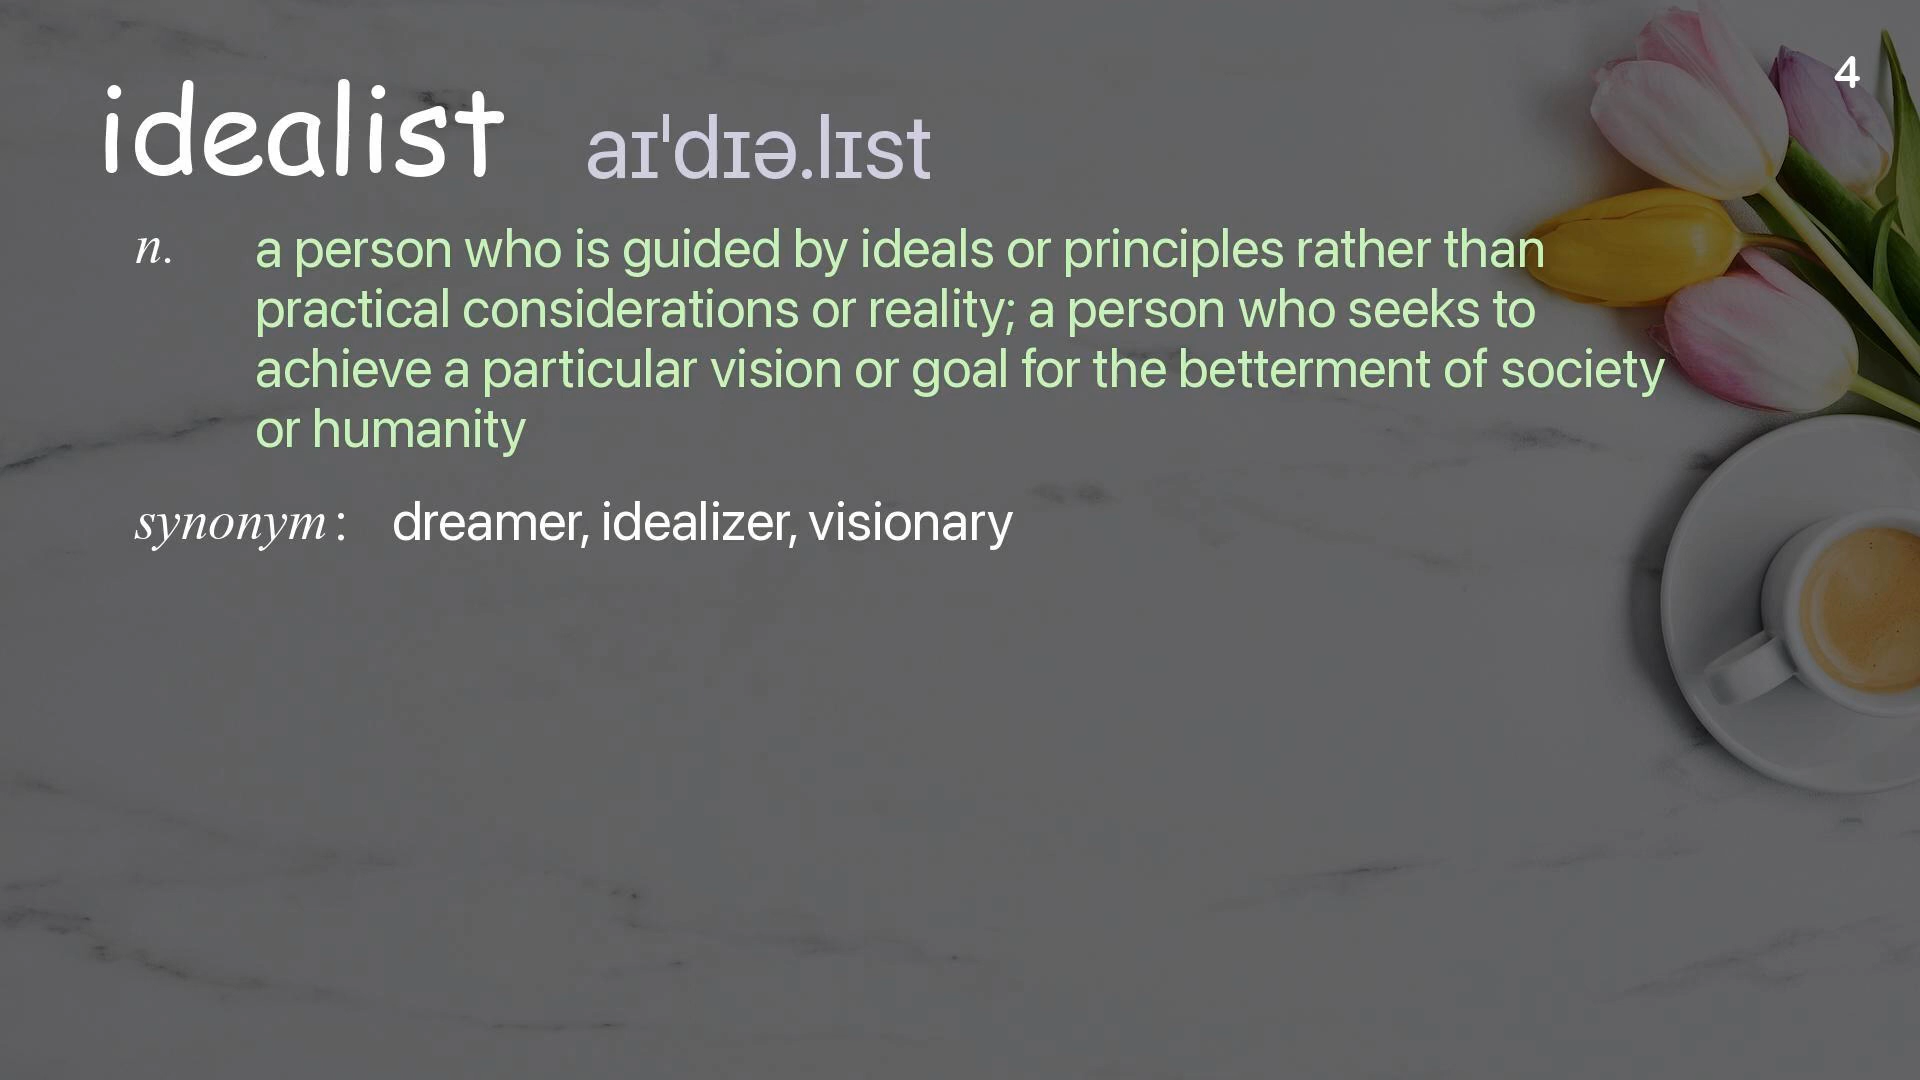 4
idealist aɪˈdɪə.lɪst
n. a person who is guided by ideals or principles rather than
practical considerations or reality; a person who seeks to
achieve a particular vision or goal for the betterment of society
or humanity
synonym : dreamer, idealizer, visionary